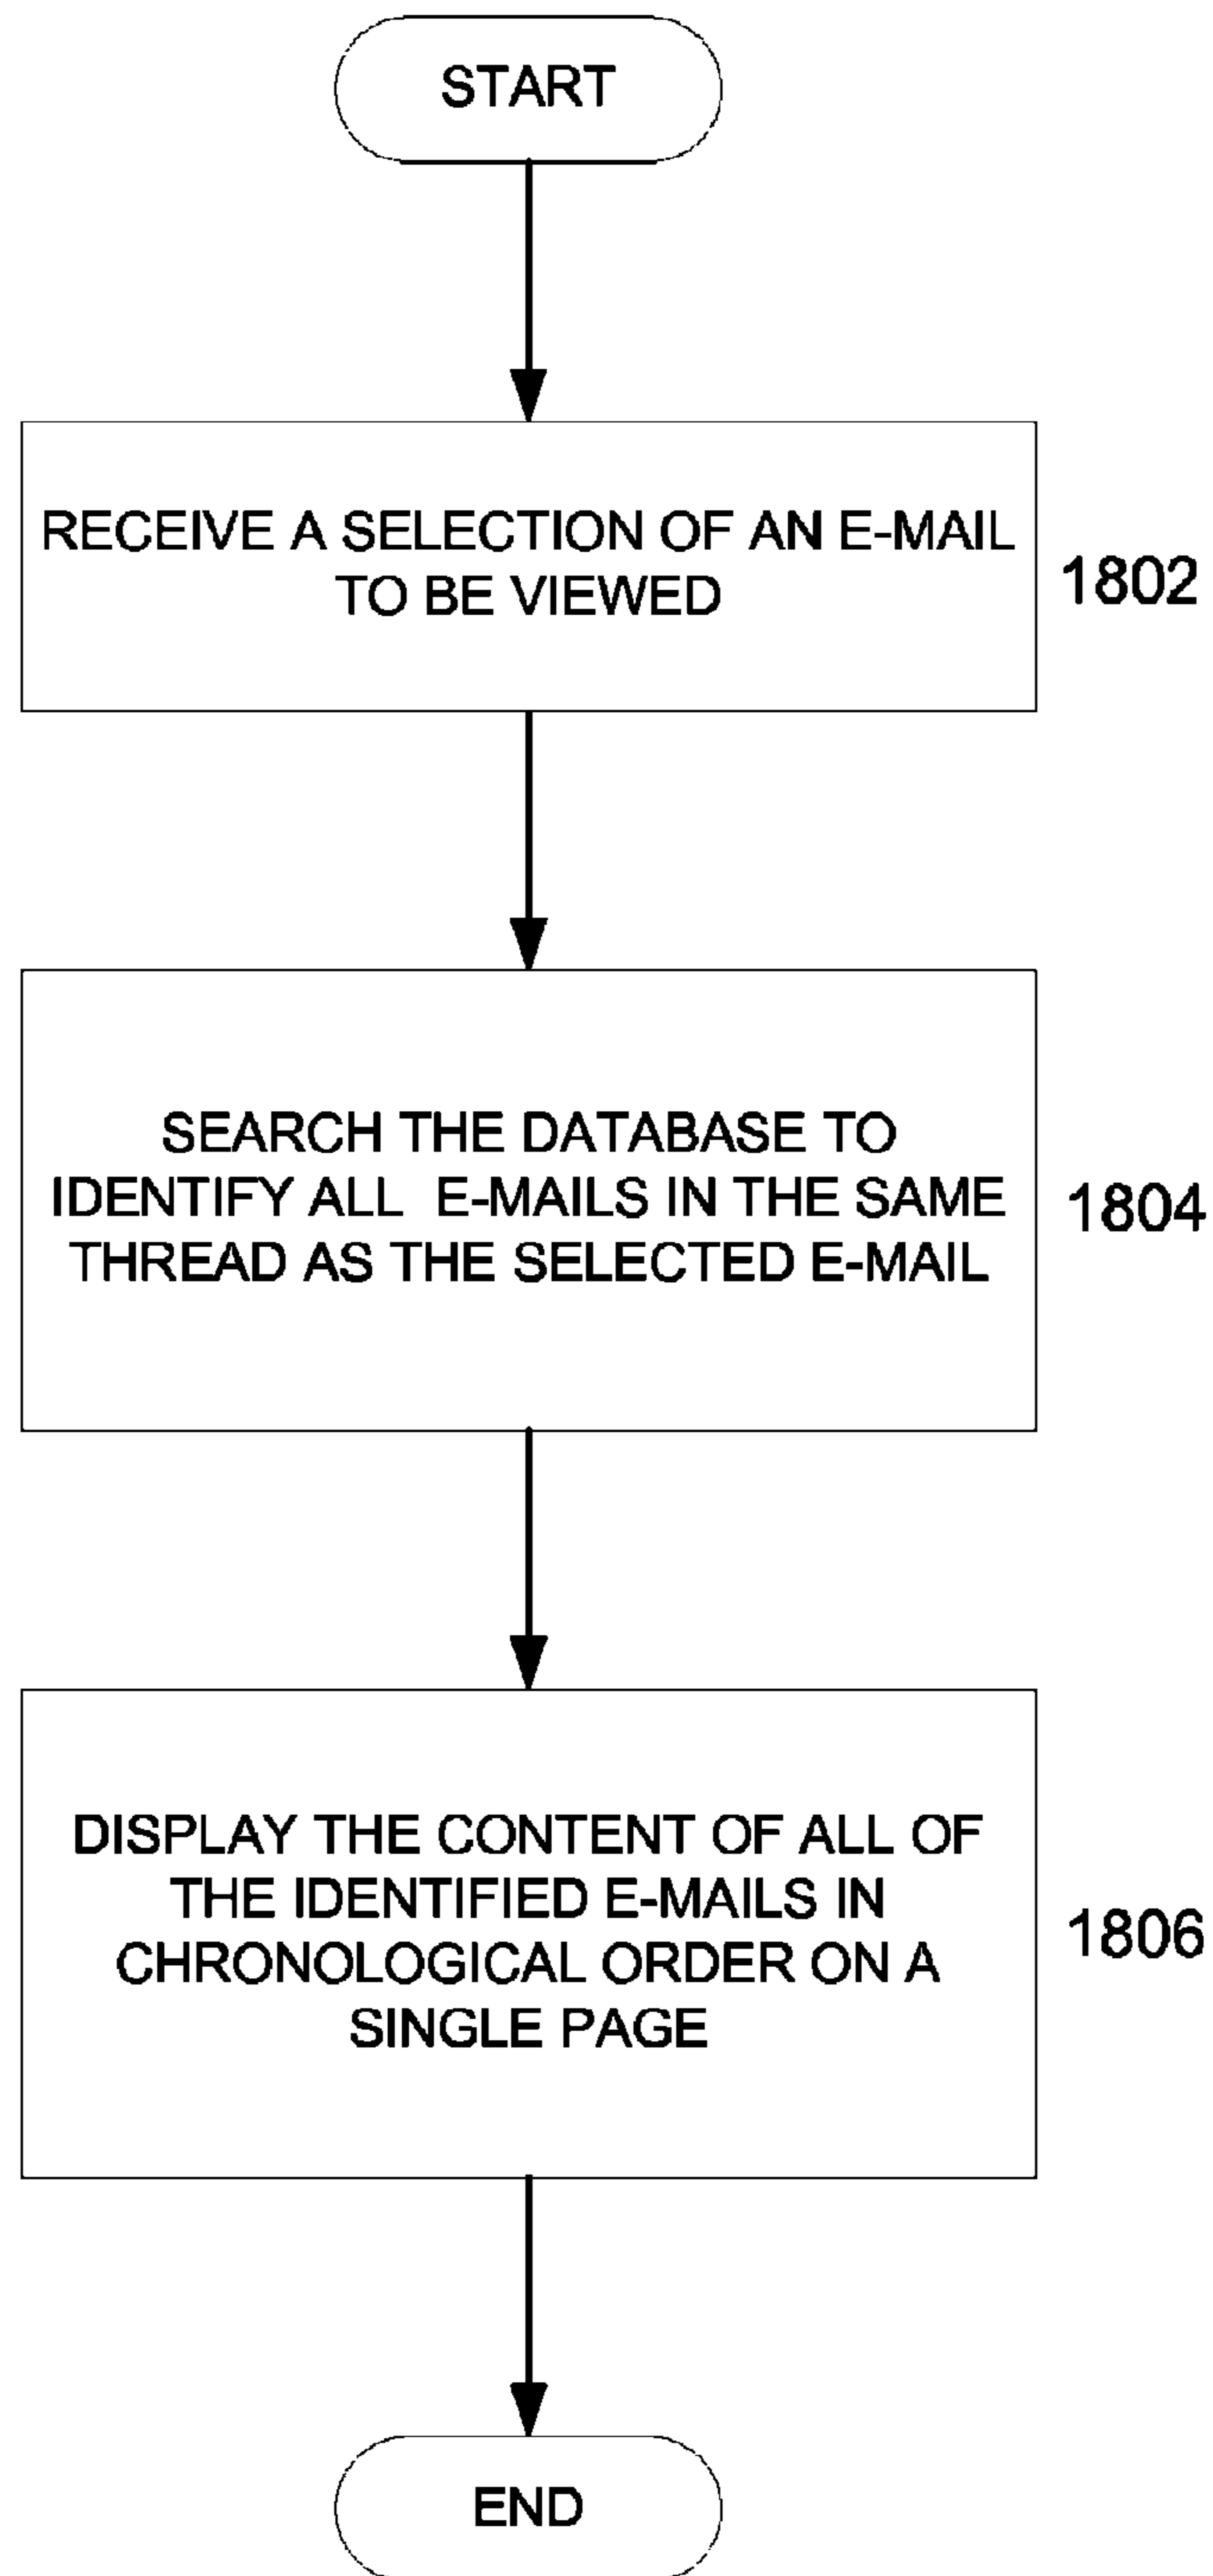 START
RECEIVE A SELECTION OF AN E-MAIL
TO BE VIEWED
1802
SEARCH THE DATABASE TO
IDENTIFY ALL E-MAILS IN THE SAME
THREAD AS THE SELECTED E-MAIL
1804
DISPLAY THE CONTENT OF ALL OF
THE IDENTIFIED E-MAILS IN
CHRONOLOGICAL ORDER ON A
SINGLE PAGE
1806
END